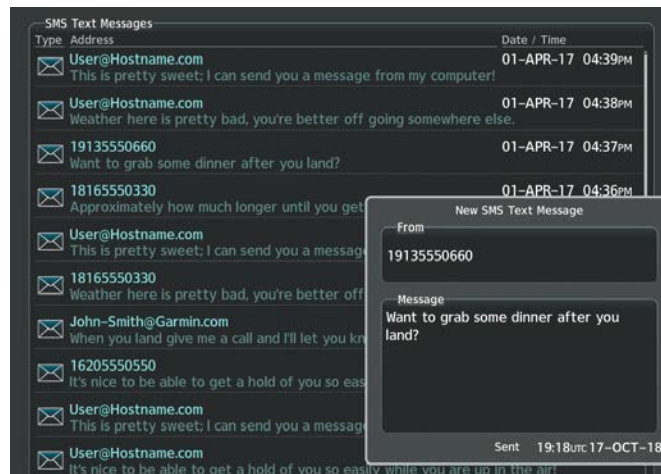 SMS Text Messages
Type Address Date / Time
User@Hostname.com 01-APR-17 04:39PM
This is pretty sweet; I can send you a message from my computer!
User@Hostname.com 01-APR-17 04:38PM
Weather here is pretty bad, you're better off going somewhere else.
19135550660 01-APR-17 04:37PM
Want to grab some dinner after you land?
18165550330 01-APR-17 04:36PM
Approximately how much longer until you get
User@Hostname.com
This is pretty sweet; I can send you a messag
18165550330
Weather here is pretty bad, you're better off
John-Smith@Garmin.com
When you land give me a call and I'll let you kn
16205550550
It's nice to be able to get a hold of you so eas
User@Hostname.com
This is pretty sweet; I can send you a messag
User@Hostname.com
It's nice to be able to get a hold of you so easily while you are up in the air!
New SMS Text Message
From
19135550660
Message
Want to grab some dinner after you
land?
Sent 19:18UTC 17-OCT-18